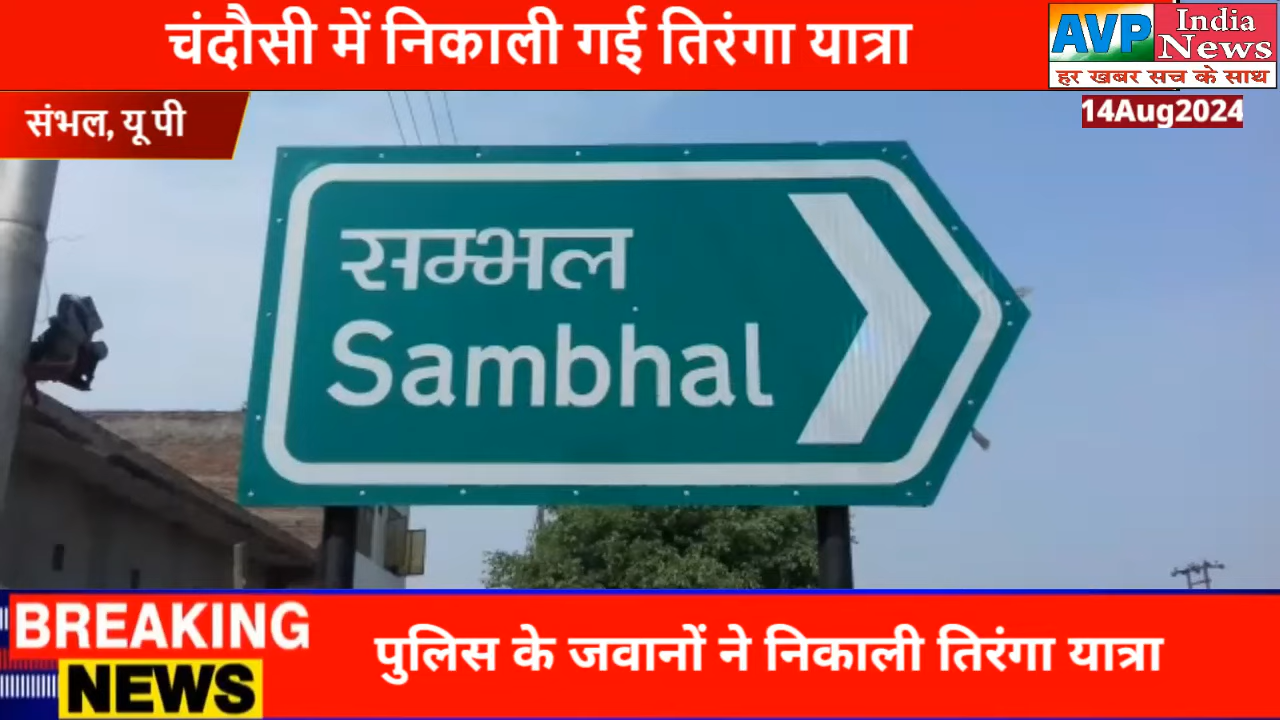 चंदौसी में निकाली गई तिरंगा यात्रा
AVP India News
हर खबर सच के साथ
संभल, यू पी
14Aug2024
सम्भल
Sambhal
BREAKING
NEWS
पुलिस के जवानों ने निकाली तिरंगा यात्रा